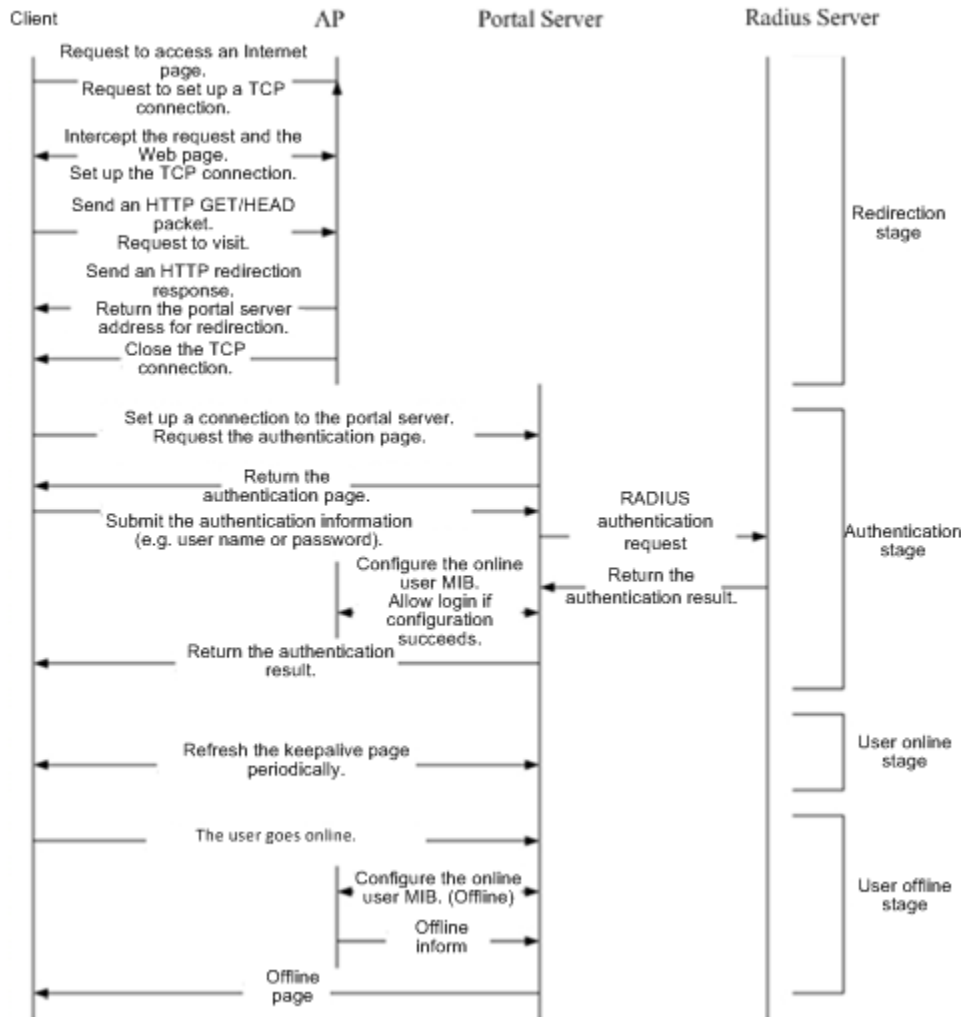 Client
AP
Portal Server
Radius Server
Request to access an Internet
page.
Request to set up a TCP
connection.
Intercept the request and the
Web page.
Set up the TCP connection.
Send an HTTP GET/HEAD
packet.
Request to visit.
Redirection
stage
Send an HTTP redirection
response.
Return the portal server
address for redirection.
Close the TCP
connection.
Set up a connection to the portal server.
Request the authentication page.
Return the
authentication page.
Submit the authentication information
(e.g. user name or password).
RADIUS
authentication
request
Authentication
stage
Configure the online
user MIB.
Allow login if
configuration
succeeds.
Return the
authentication result.
Return the authentication
result.
Refresh the keepalive page
periodically.
User online
stage
The user goes online.
Configure the online
user MIB. (Offline)
User offline
stage
Offline
inform
Offline
page